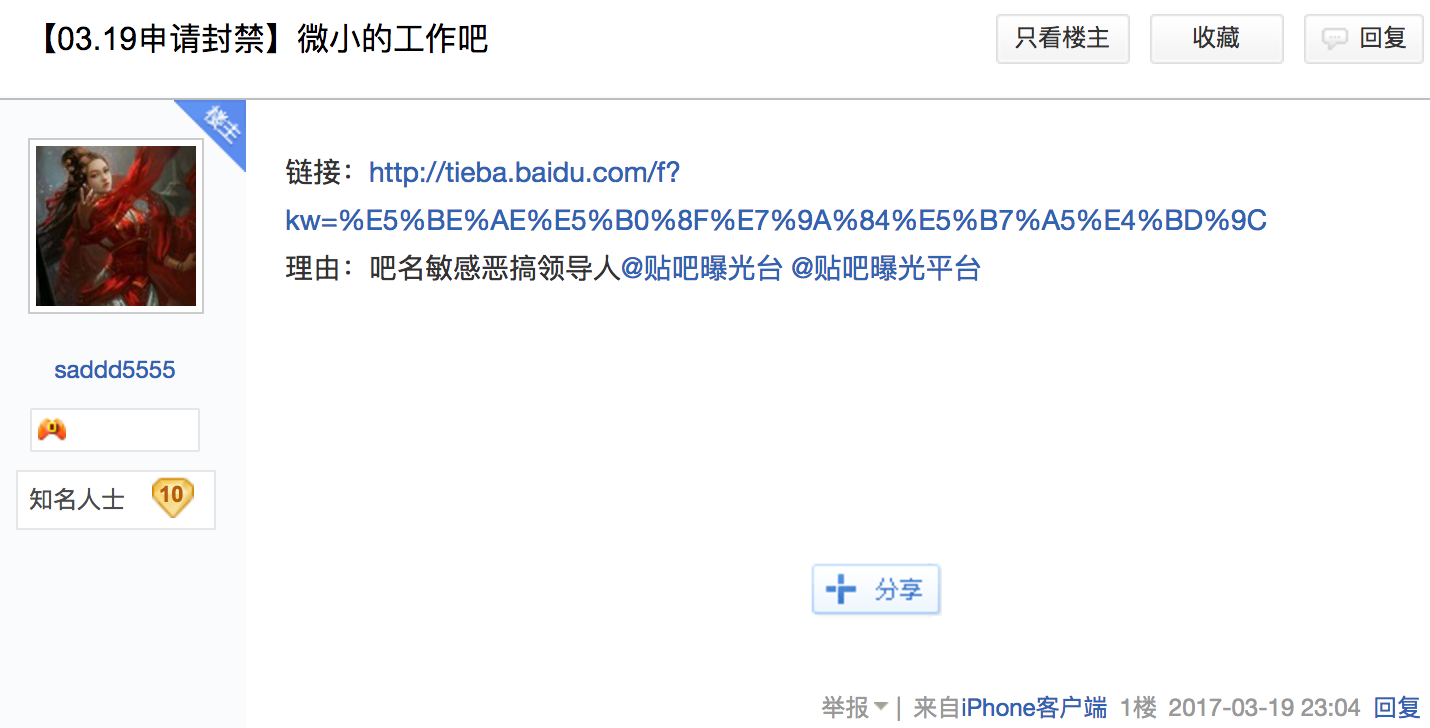 【03.19申请封禁】微小的工作吧
只看楼主
收藏
回复
楼主
链接：http://tieba.baidu.com/f?
kw=%E5%BE%AE%E5%B0%8F%E7%9A%84%E5%B7%A5%E4%BD%9C
理由：吧名敏感恶搞领导人@贴吧曝光台 @贴吧曝光平台
saddd5555
知名人士 10
分享
举报 | 来自iPhone客户端 1楼 2017-03-19 23:04 回复